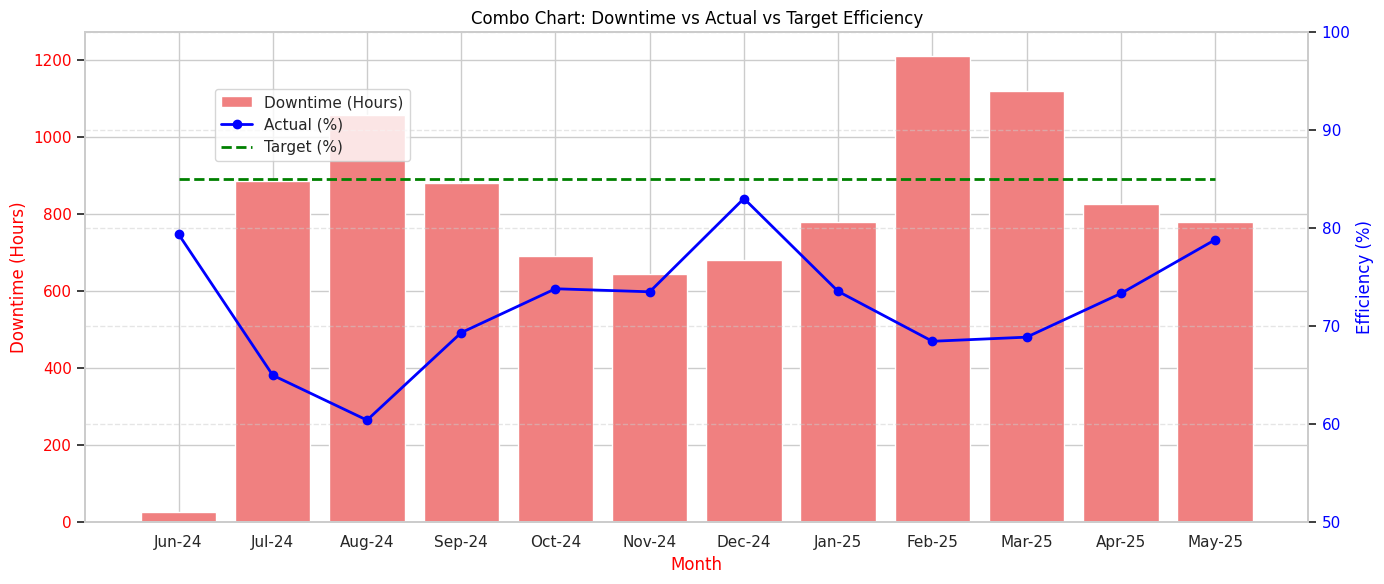 Combo Chart: Downtime vs Actual vs Target Efficiency
Downtime (Hours)
1200
1000
800
600
400
200
0
Downtime (Hours)
Actual (%)
Target (%)
100
90
80
70
60
50
Efficiency (%)
Jun-24 Jul-24 Aug-24 Sep-24 Oct-24 Nov-24 Dec-24 Jan-25 Feb-25 Mar-25 Apr-25 May-25
Month